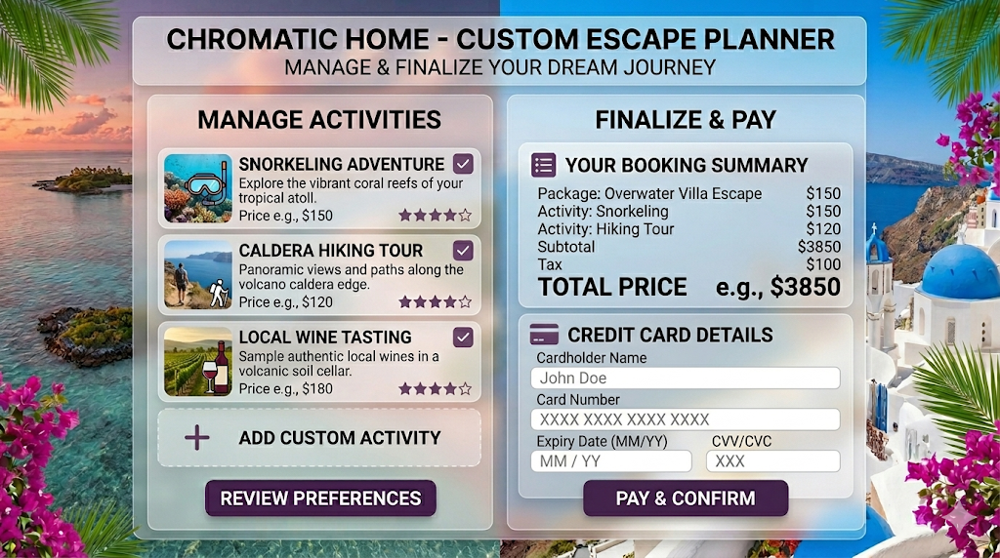 CHROMATIC HOME - CUSTOM ESCAPE PLANNER
MANAGE & FINALIZE YOUR DREAM JOURNEY
MANAGE ACTIVITIES
SNORKELING ADVENTURE
Explore the vibrant coral reefs of your
tropical atoll.
Price e.g., $150
CALDERA HIKING TOUR
Panoramic views and paths along the
volcano caldera edge.
Price e.g., $120
LOCAL WINE TASTING
Sample authentic local wines in a
volcanic soil cellar.
Price e.g., $180
ADD CUSTOM ACTIVITY
REVIEW PREFERENCES
FINALIZE & PAY
YOUR BOOKING SUMMARY
Package: Overwater Villa Escape $150
Activity: Snorkeling $150
Activity: Hiking Tour $120
Subtotal $3850
Tax $100
TOTAL PRICE e.g., $3850
CREDIT CARD DETAILS
Cardholder Name
John Doe
Card Number
XXXX XXXX XXXX XXXX
Expiry Date (MM/YY) CVV/CVC
MM / YY XXX
PAY & CONFIRM